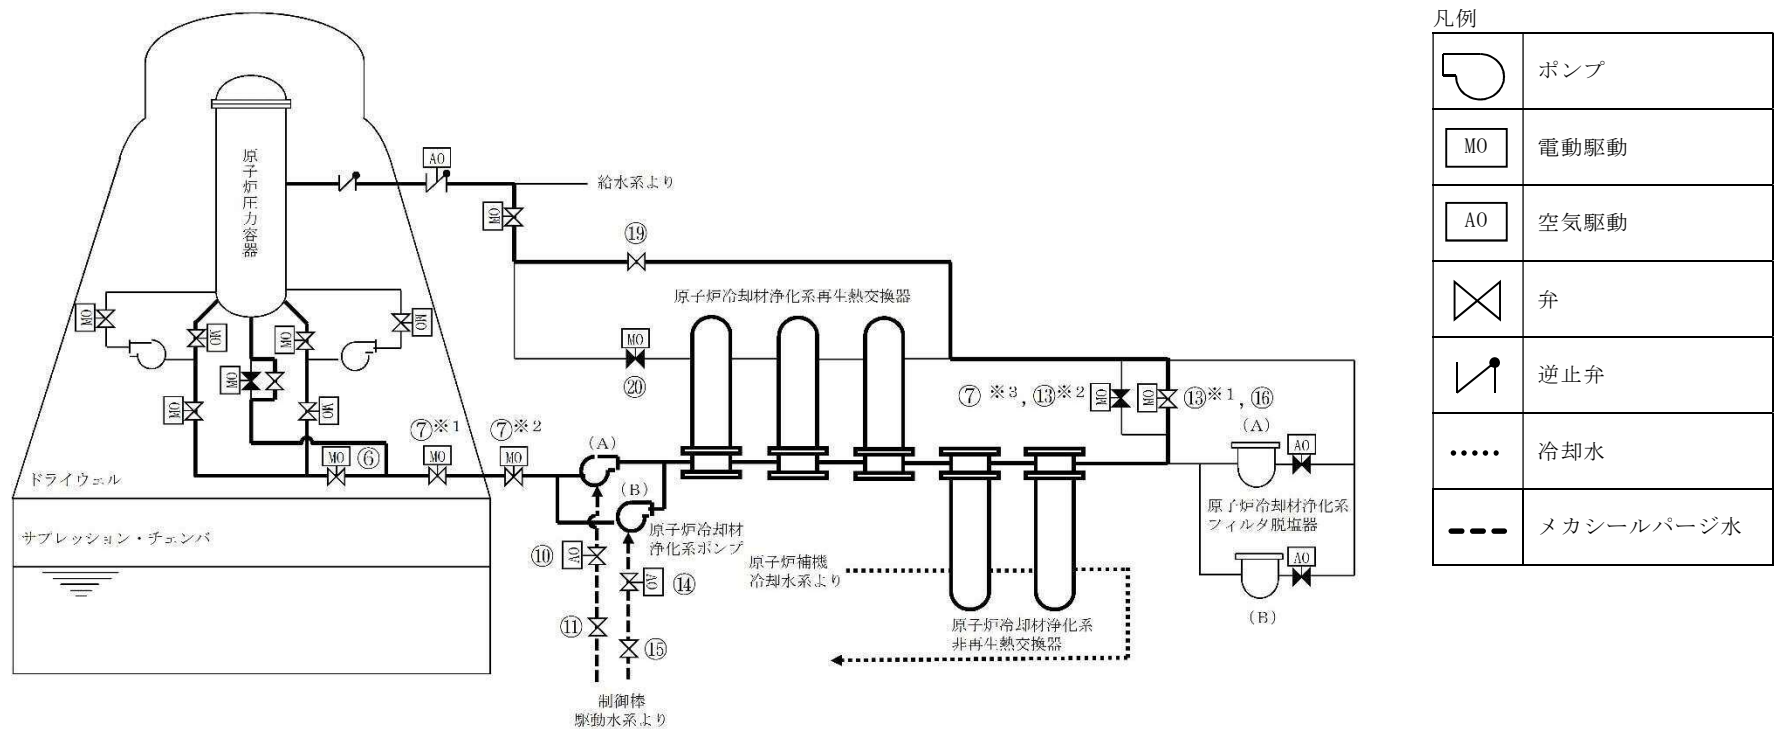 凡例
ポンプ
MO
電動駆動
AO
空気駆動
弁
逆止弁
冷却水
メカシールパージ水
原子炉圧力容器
AO
給水系より
MO
⑲
原子炉冷却材浄化系再生熱交換器
MO
⑳
MO
MO
MO
MO
MO
MO
MO
⑦※3,⑬※2
MO
MO
⑬※1,⑯
(A)
AO
⑦※1
⑦※2
MO
⑥
MO
MO
(A)
(B)
ドライウェル
サプレッション・チェンバ
原子炉冷却材
浄化系ポンプ
原子炉冷却材浄化系
フィルタ脱塩器
AO
(B)
⑩
AO
AO
⑭
⑪
⑮
原子炉補機
冷却水系より
原子炉冷却材浄化系
非再生熱交換器
制御棒
駆動水系より